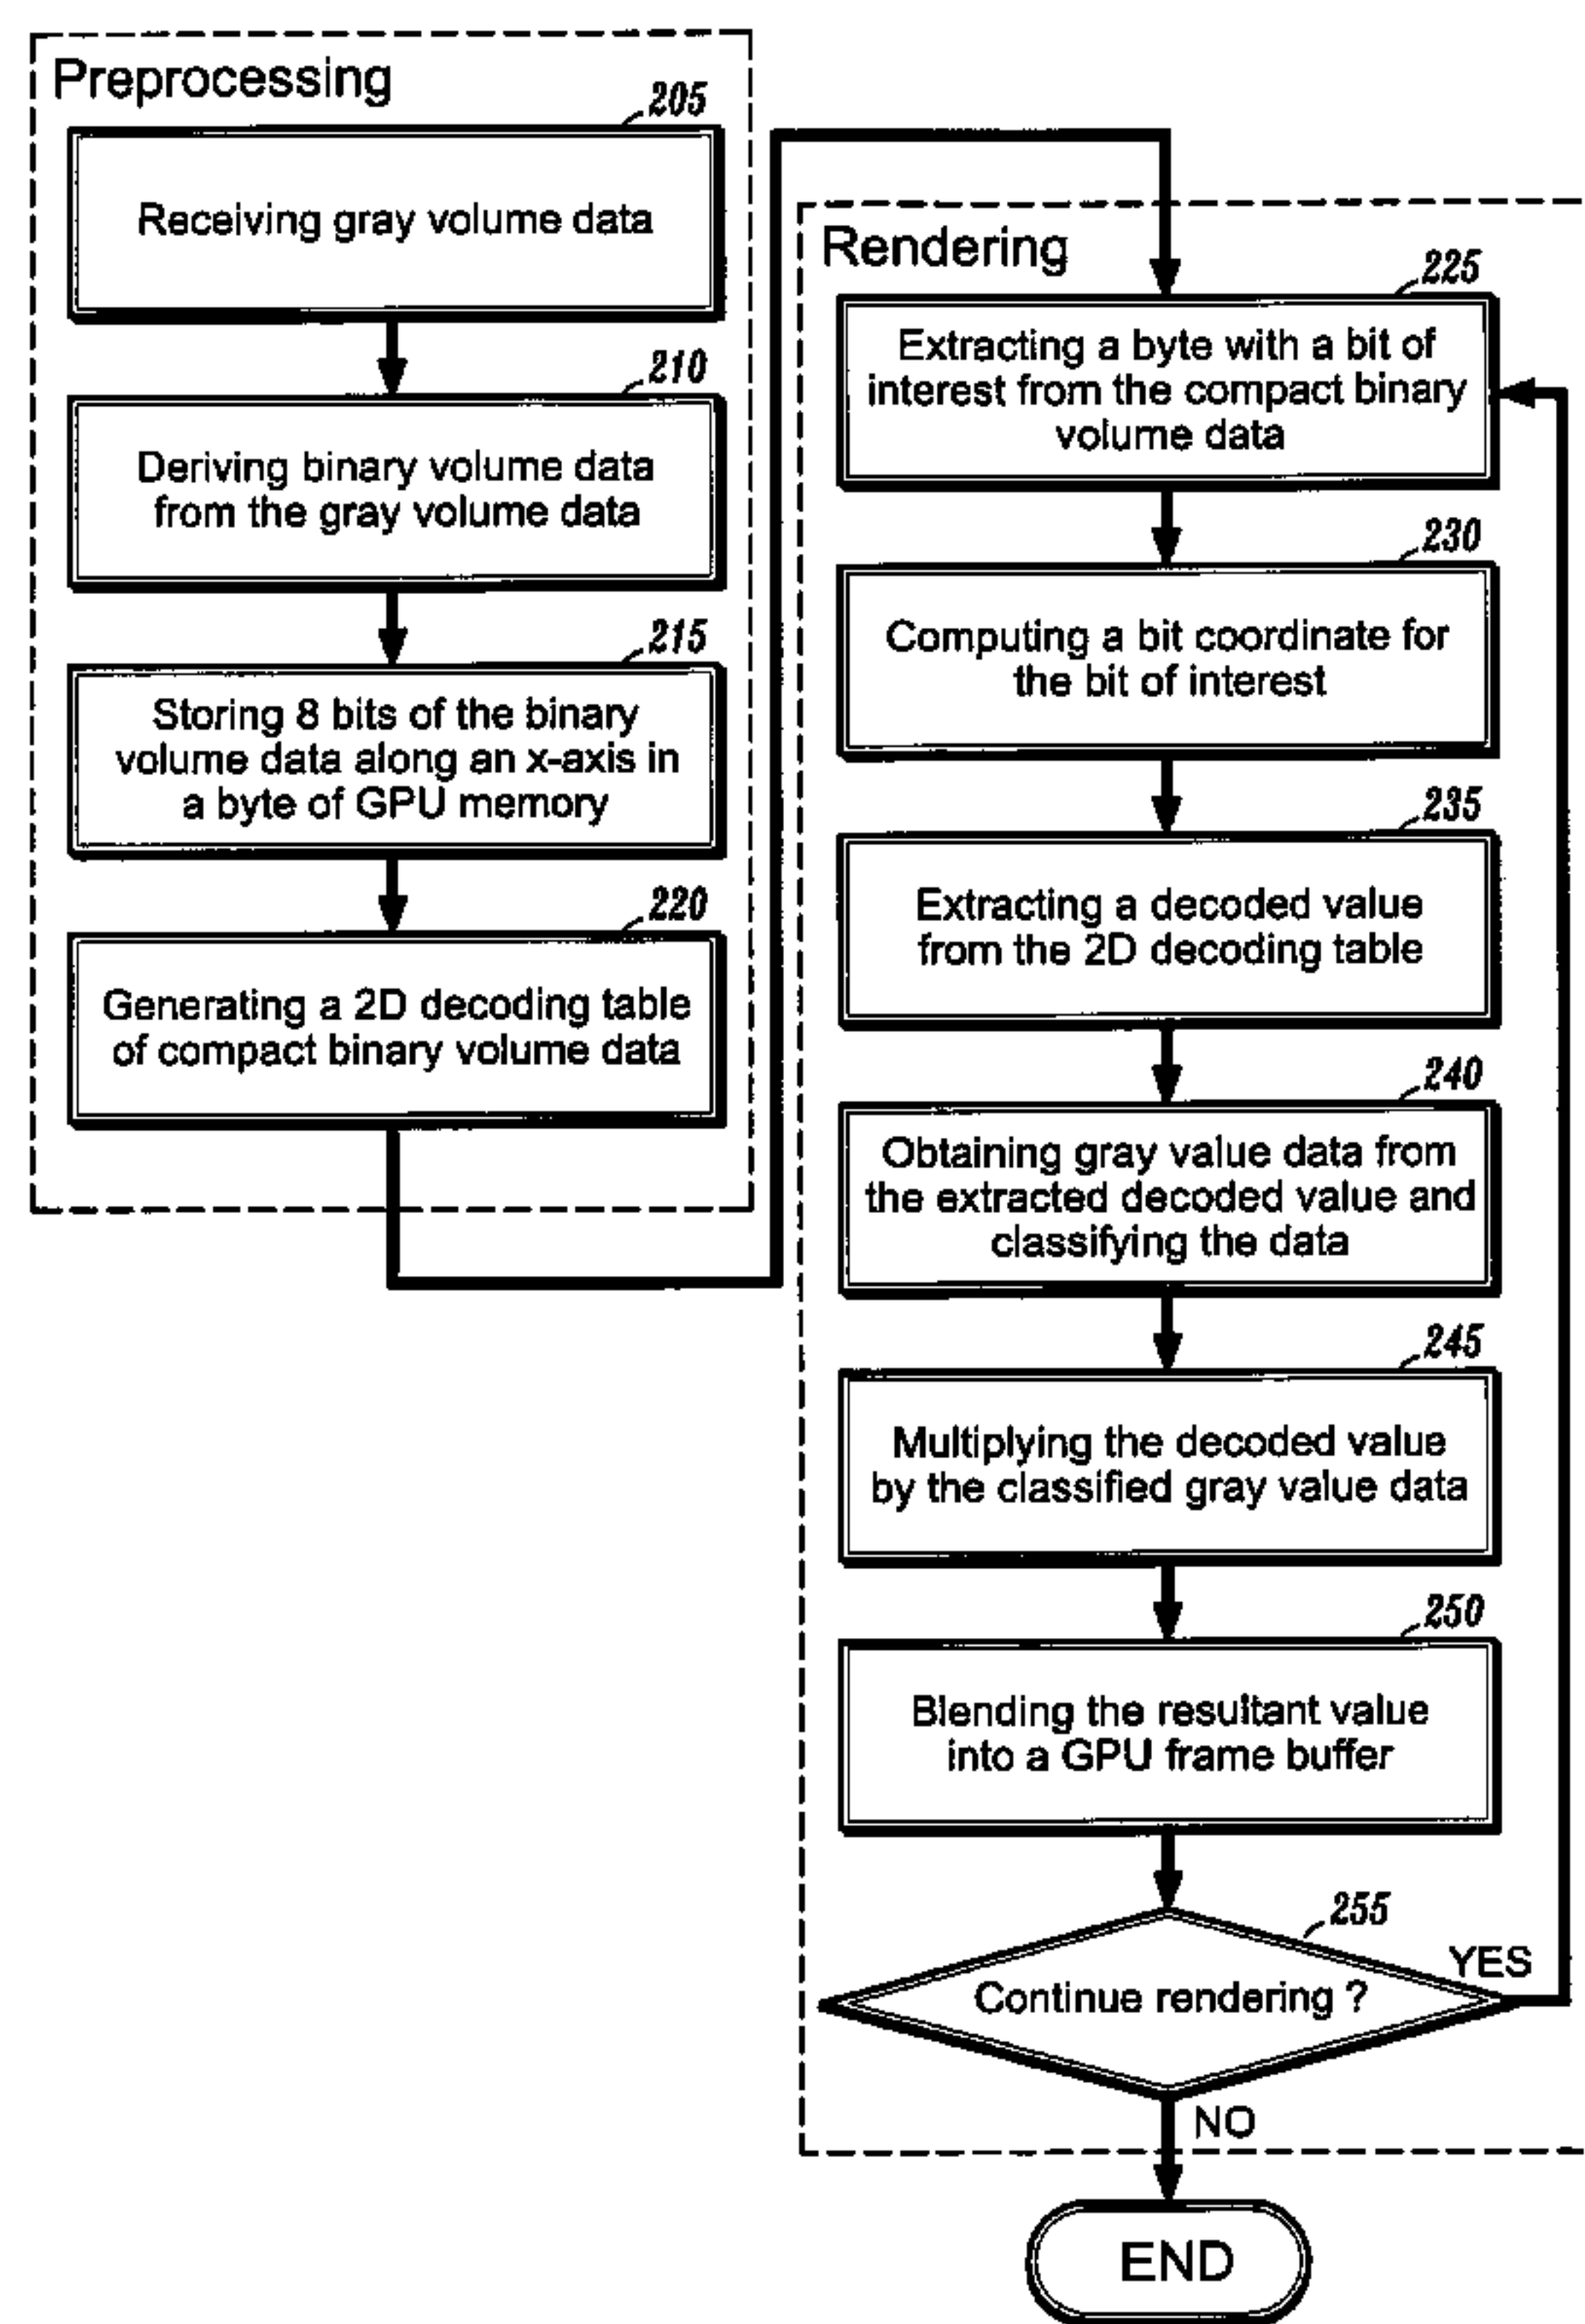 Preprocessing
205
Receiving gray volume data
210
Deriving binary volume data
from the gray volume data
215
Storing 8 bits of the binary
volume data along an x-axis in
a byte of GPU memory
220
Generating a 2D decoding table
of compact binary volume data
Rendering
225
Extracting a byte with a bit of
interest from the compact binary
volume data
230
Computing a bit coordinate for
the bit of interest
235
Extracting a decoded value
from the 2D decoding table
240
Obtaining gray value data from
the extracted decoded value and
classifying the data
245
Multiplying the decoded value
by the classified gray value data
250
Blending the resultant value
into a GPU frame buffer
255
Continue rendering ?
YES
NO
END